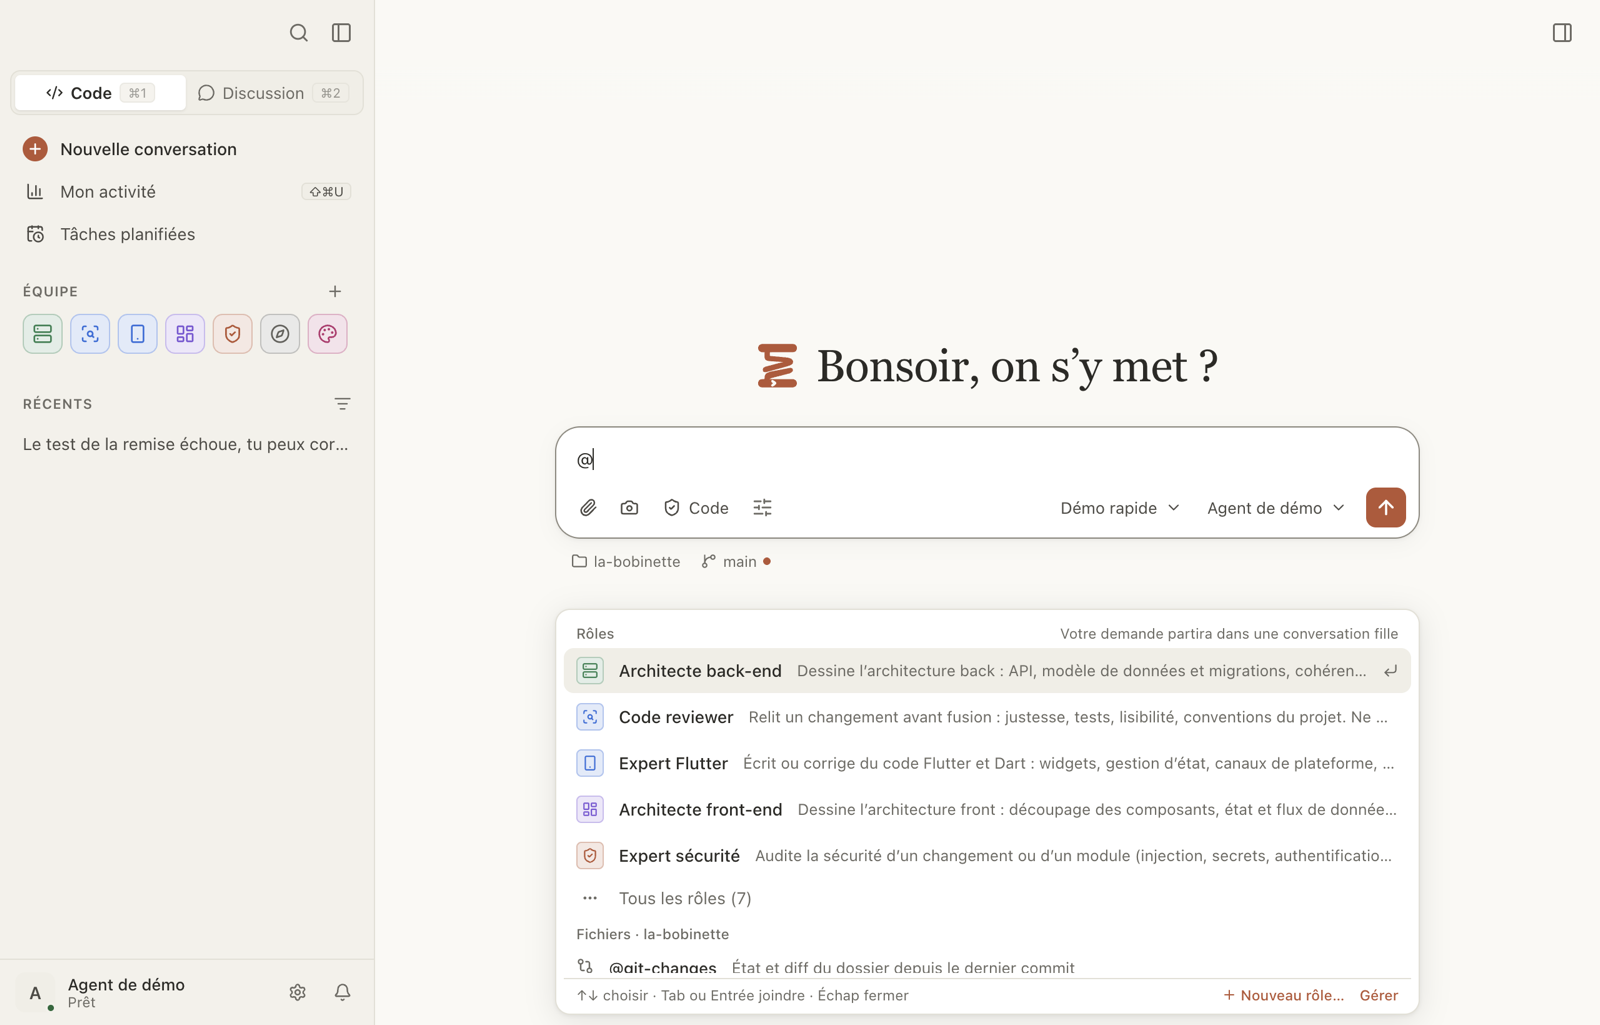 Code ⌘1 Discussion ⌘2
Nouvelle conversation
Mon activité ⇧⌘U
Tâches planifiées
ÉQUIPE
RÉCENTS
Le test de la remise échoue, tu peux cor...
Agent de démo
A
Prêt
Bonsoir, on s’y met ?
@
Code Démo rapide Agent de démo
la-bobinette main
Rôles Votre demande partira dans une conversation fille
Architecte back-end Dessine l’architecture back : API, modèle de données et migrations, cohéren...
Code reviewer Relit un changement avant fusion : justesse, tests, lisibilité, conventions du projet. Ne ...
Expert Flutter Écrit ou corrige du code Flutter et Dart : widgets, gestion d’état, canaux de plateforme, ...
Architecte front-end Dessine l’architecture front : découpage des composants, état et flux de donnée...
Expert sécurité Audite la sécurité d’un changement ou d’un module (injection, secrets, authentificatio...
Tous les rôles (7)
Fichiers · la-bobinette
@git-changes État et diff du dossier depuis le dernier commit
↑↓ choisir · Tab ou Entrée joindre · Échap fermer + Nouveau rôle... Gérer